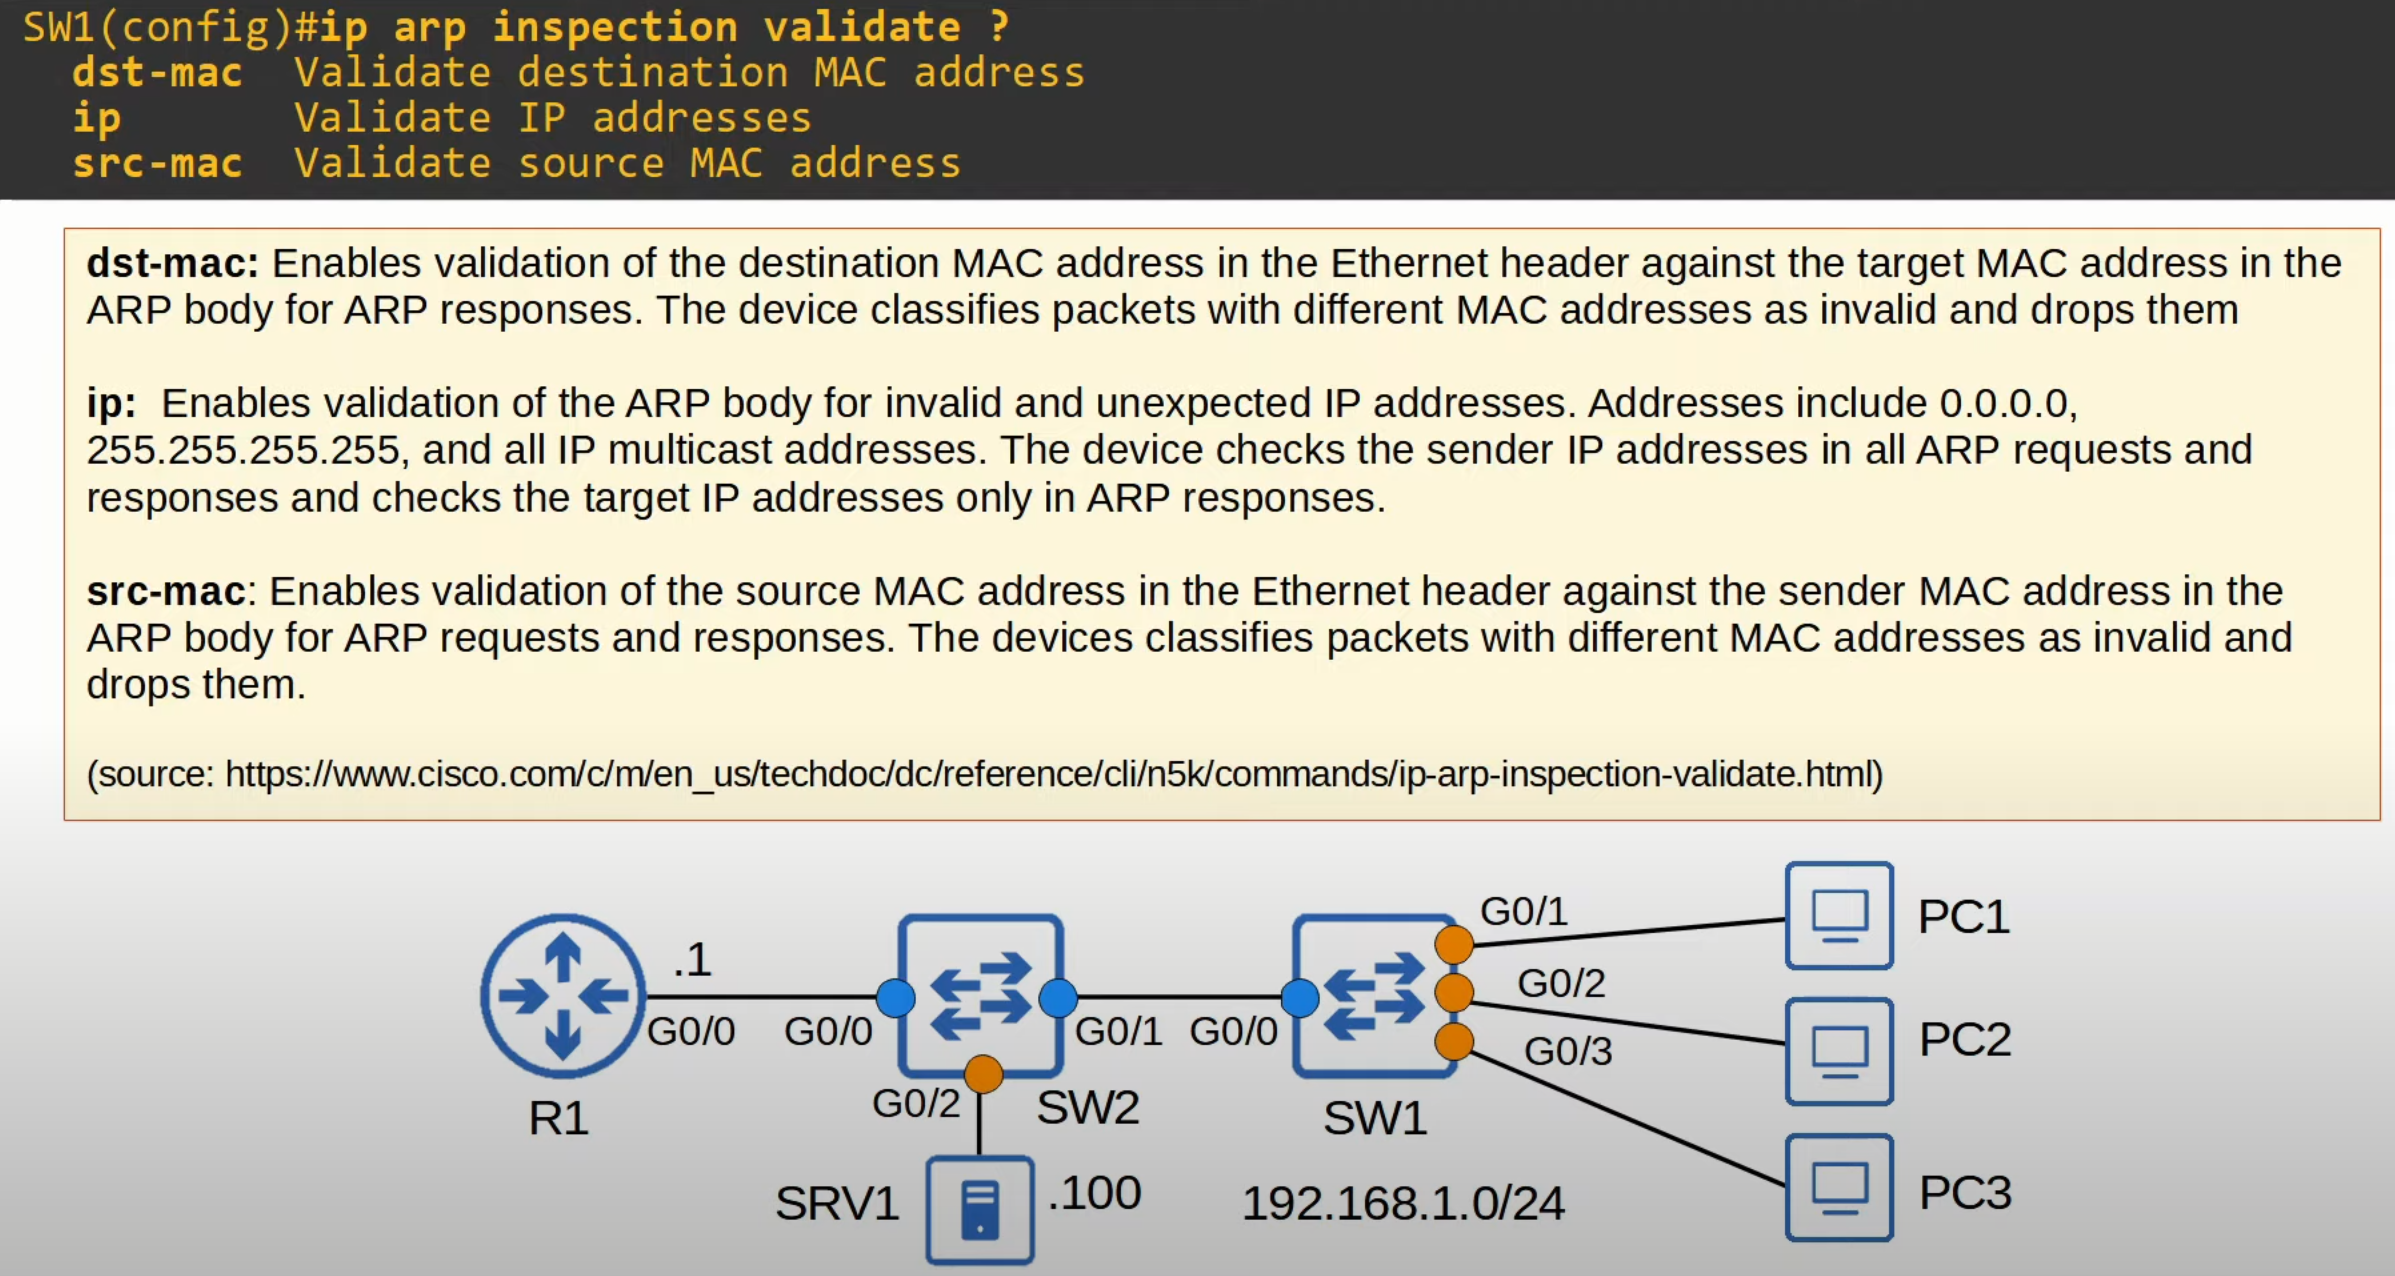 SW1(config)#ip arp inspection validate ?
dst-mac Validate destination MAC address
ip Validate IP addresses
src-mac Validate source MAC address
dst-mac: Enables validation of the destination MAC address in the Ethernet header against the target MAC address in the
ARP body for ARP responses. The device classifies packets with different MAC addresses as invalid and drops them
ip: Enables validation of the ARP body for invalid and unexpected IP addresses. Addresses include 0.0.0.0,
255.255.255.255, and all IP multicast addresses. The device checks the sender IP addresses in all ARP requests and
responses and checks the target IP addresses only in ARP responses.
src-mac: Enables validation of the source MAC address in the Ethernet header against the sender MAC address in the
ARP body for ARP requests and responses. The devices classifies packets with different MAC addresses as invalid and
drops them.
(source: https://www.cisco.com/c/m/en_us/techdoc/dc/reference/cli/n5k/commands/ip-arp-inspection-validate.html)
G0/1
PC1
.1
G0/2
G0/0
G0/0
G0/1
G0/0
PC2
G0/3
R1
G0/2
SW2
SW1
SRV1
.100
192.168.1.0/24
PC3